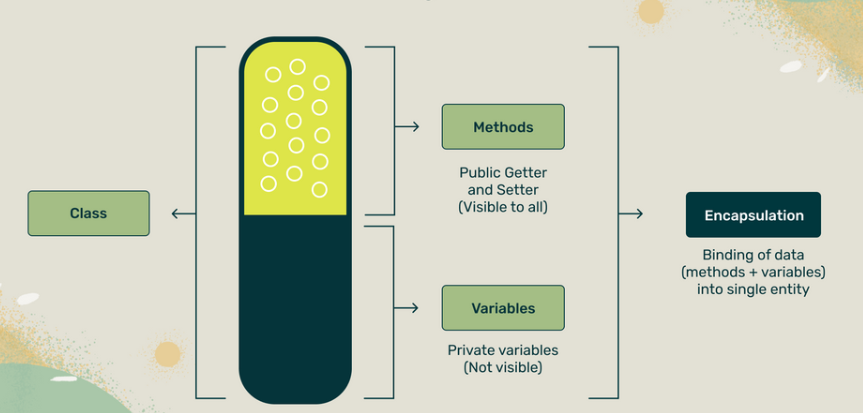 Class
Methods
Public Getter
and Setter
(Visible to all)
Variables
Private variables
(Not visible)
Encapsulation
Binding of data
(methods + variables)
into single entity